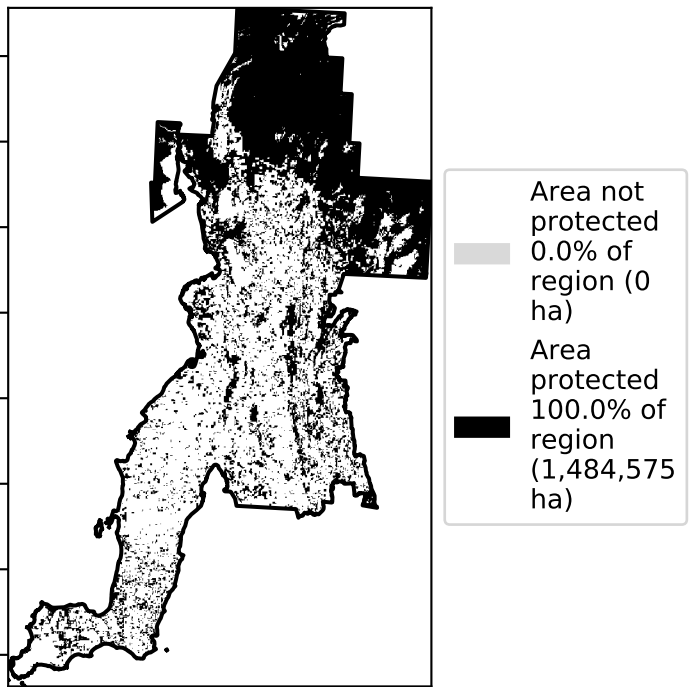 Area not
protected
0.0% of
region (0
ha)
Area
protected
100.0% of
region
(1,484,575
ha)